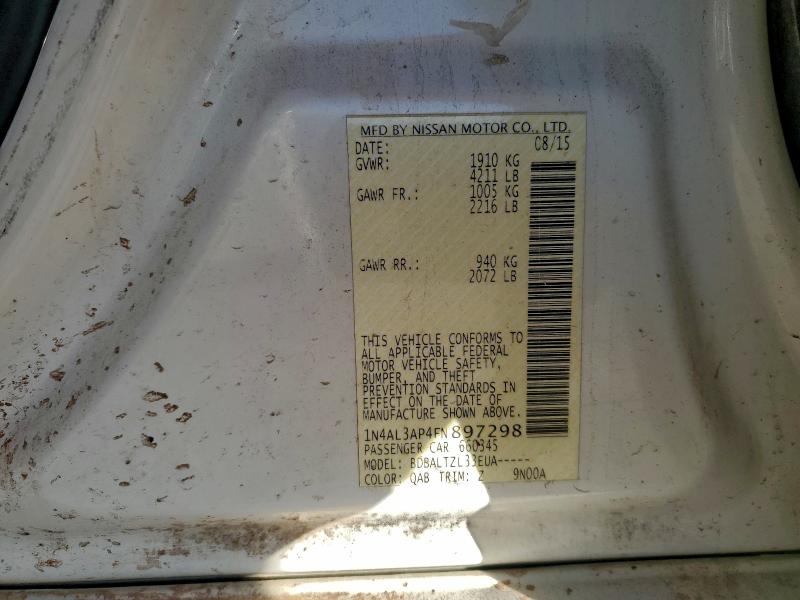 MFD BY NISSAN MOTOR CO., LTD.
DATE: 08/15
GVWR: 1910 KG
4211 LB
GAWR FR.: 1005 KG
2216 LB
GAWR RR.: 940 KG
2072 LB
THIS VEHICLE CONFORMS TO
ALL APPLICABLE FEDERAL
MOTOR VEHICLE SAFETY,
BUMPER, AND THEFT
PREVENTION STANDARDS IN
EFFECT ON THE DATE OF
MANUFACTURE SHOWN ABOVE.
1N4AL3AP4FN897298
PASSENGER CAR 660345
MODEL: BDBALTZL33EUA-----
COLOR: QAB TRIM: Z 9N00A